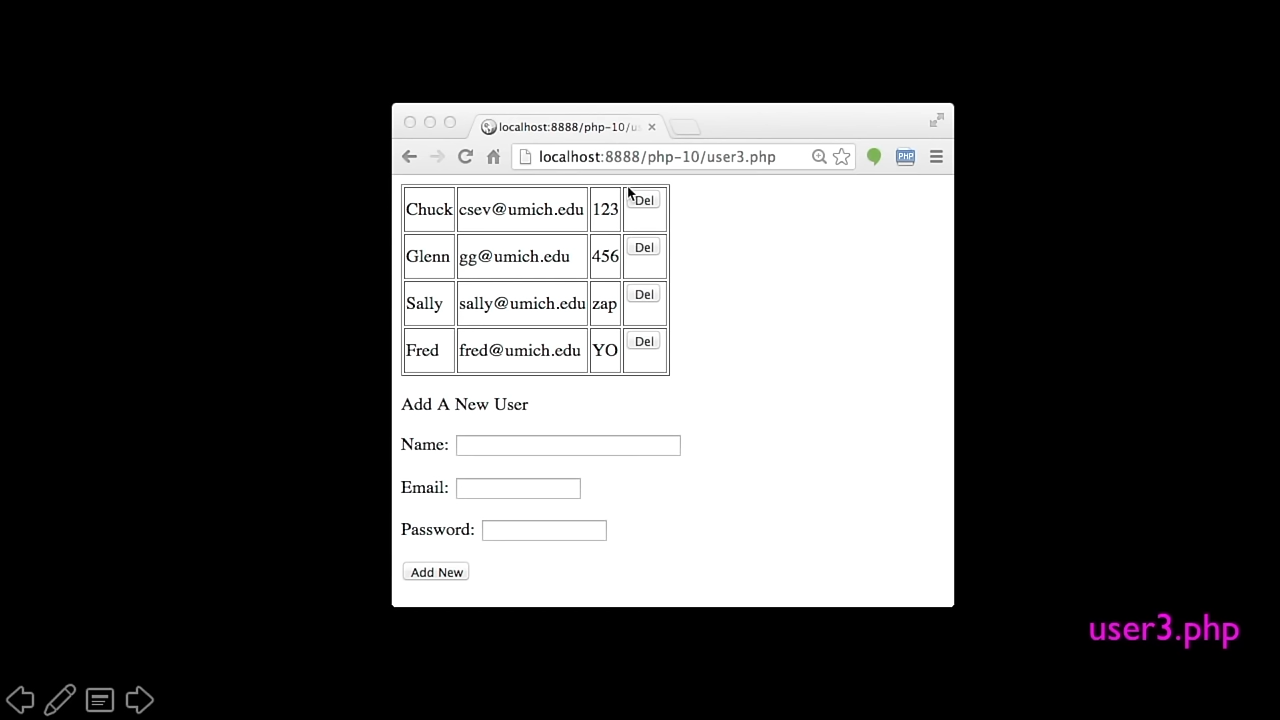 localhost:8888/php-10/us
localhost:8888/php-10/user3.php
PHP
Chuck csev@umich.edu 123 Del
Glenn gg@umich.edu 456 Del
Sally sally@umich.edu zap Del
Fred fred@umich.edu YO Del
Add A New User
Name:
Email:
Password:
Add New
user3.php